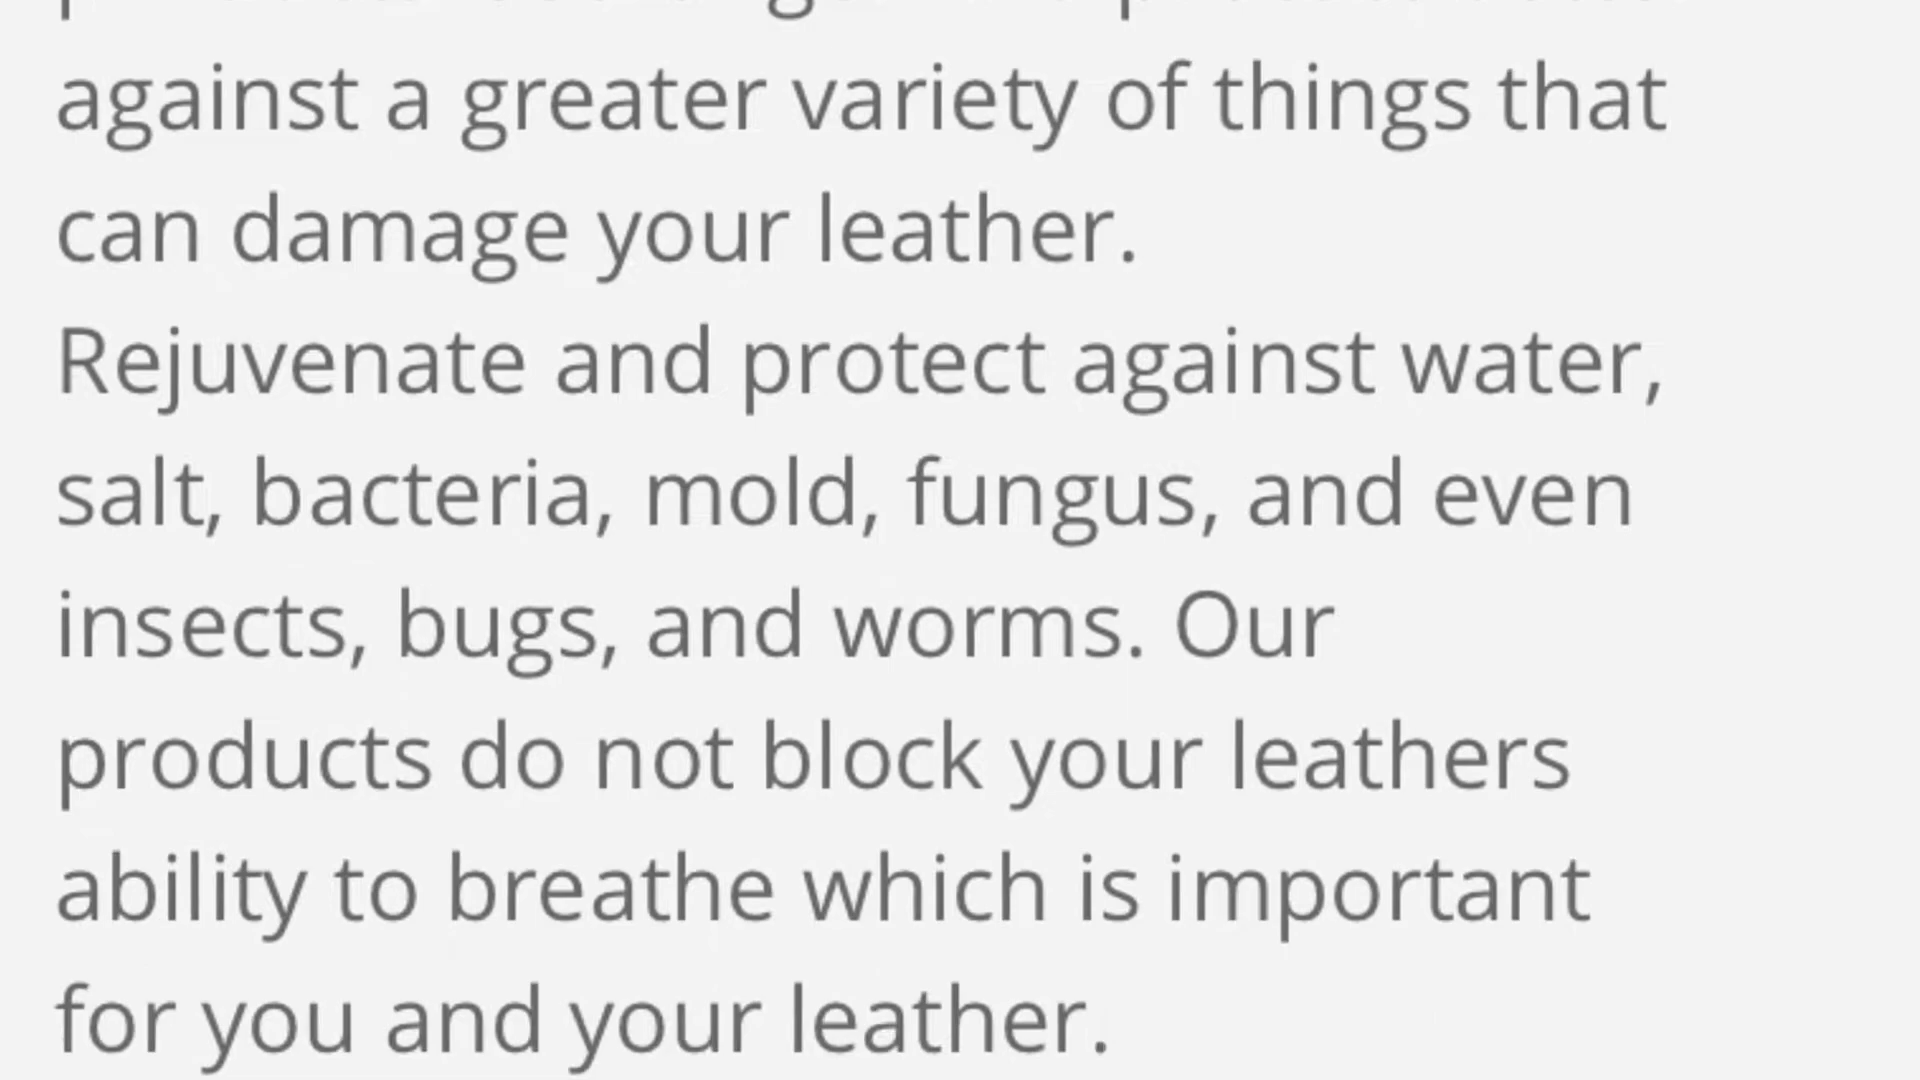 against a greater variety of things that
can damage your leather.
Rejuvenate and protect against water,
salt, bacteria, mold, fungus, and even
insects, bugs, and worms. Our
products do not block your leathers
ability to breathe which is important
for you and your leather.